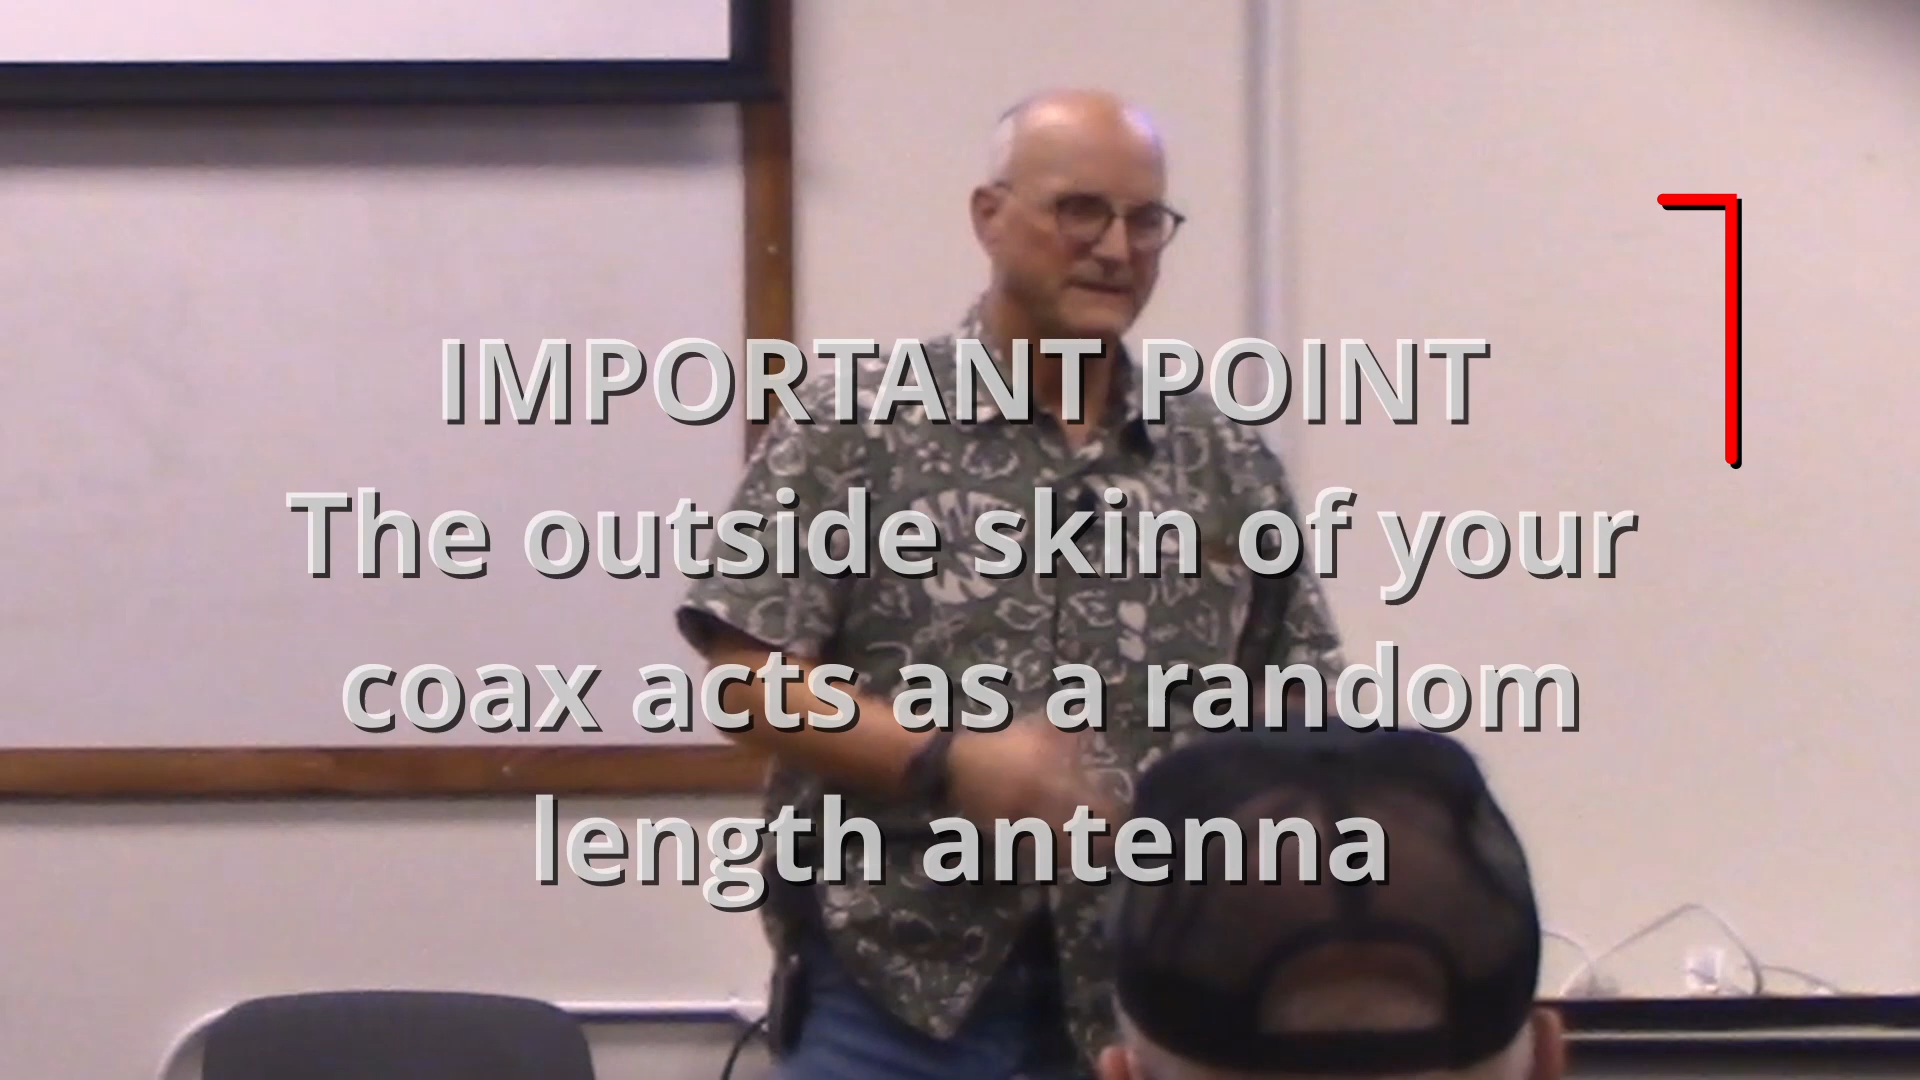 IMPORTANT POINT
The outside skin of your
coax acts as a random
length antenna